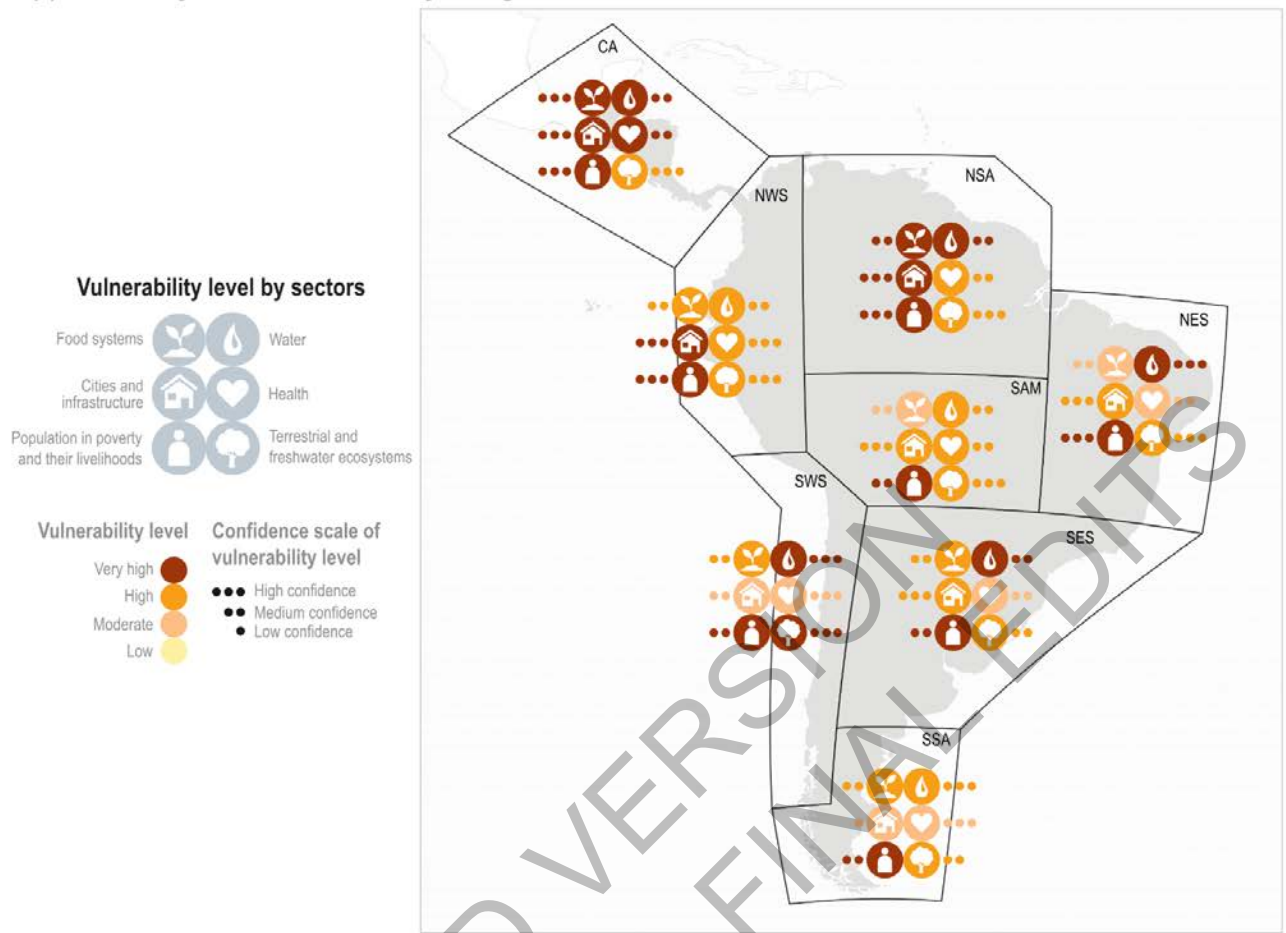 CA
NWS
NSA
NES
SAM
SWS
SES
SSA
Vulnerability level by sectors
Food systems
Water
Cities and
infrastructure
Health
Population in poverty
and their livelihoods
Terrestrial and
freshwater ecosystems
Vulnerability level
Very high
High
Moderate
Low
Confidence scale of
vulnerability level
High confidence
Medium confidence
Low confidence
VERSION
FINAL EDITS